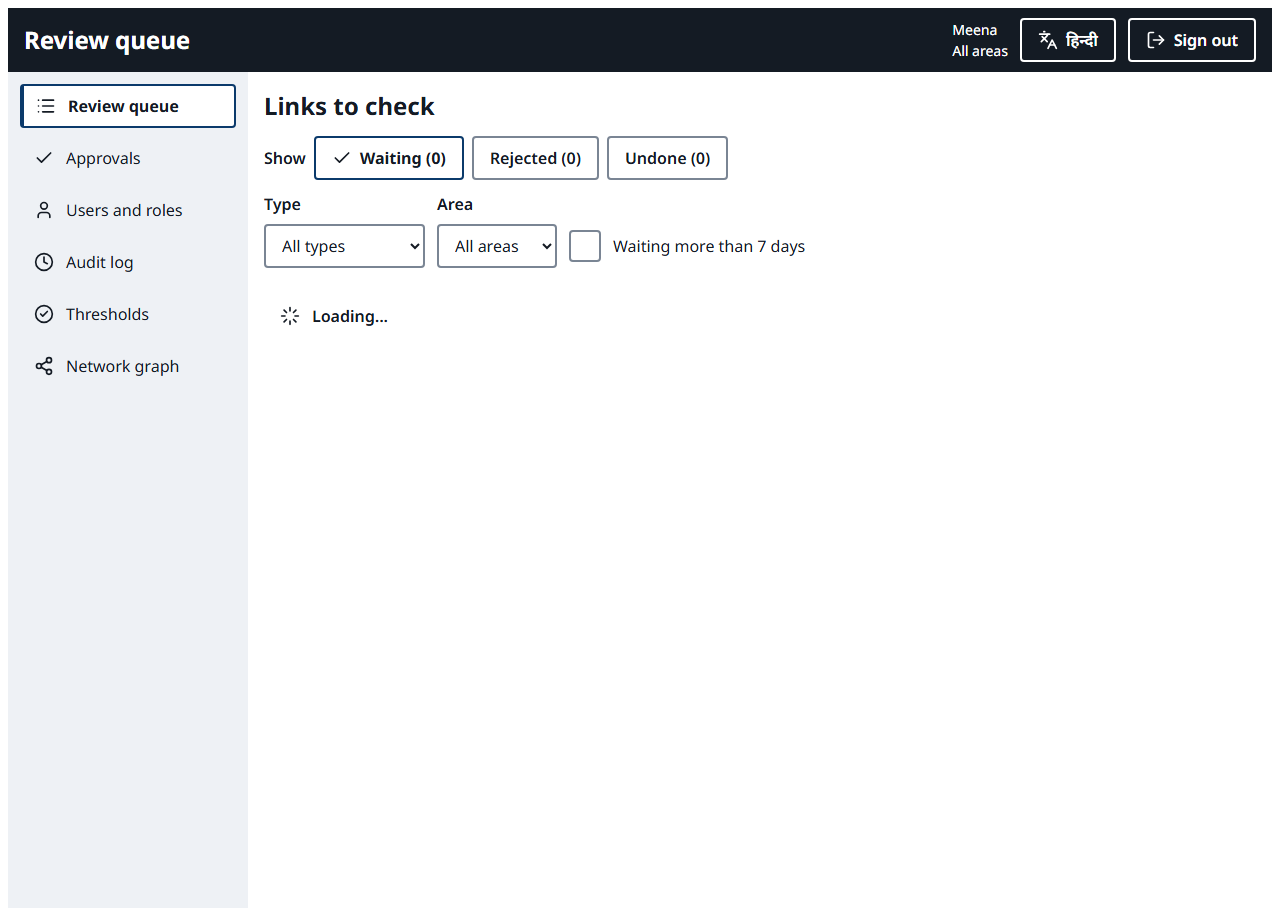 Review queue
Meena
All areas
हिन्दी
Sign out
Review queue
Approvals
Users and roles
Audit log
Thresholds
Network graph
Links to check
Show
Waiting (0)
Rejected (0)
Undone (0)
Type
Area
All types
All areas
Waiting more than 7 days
Loading...